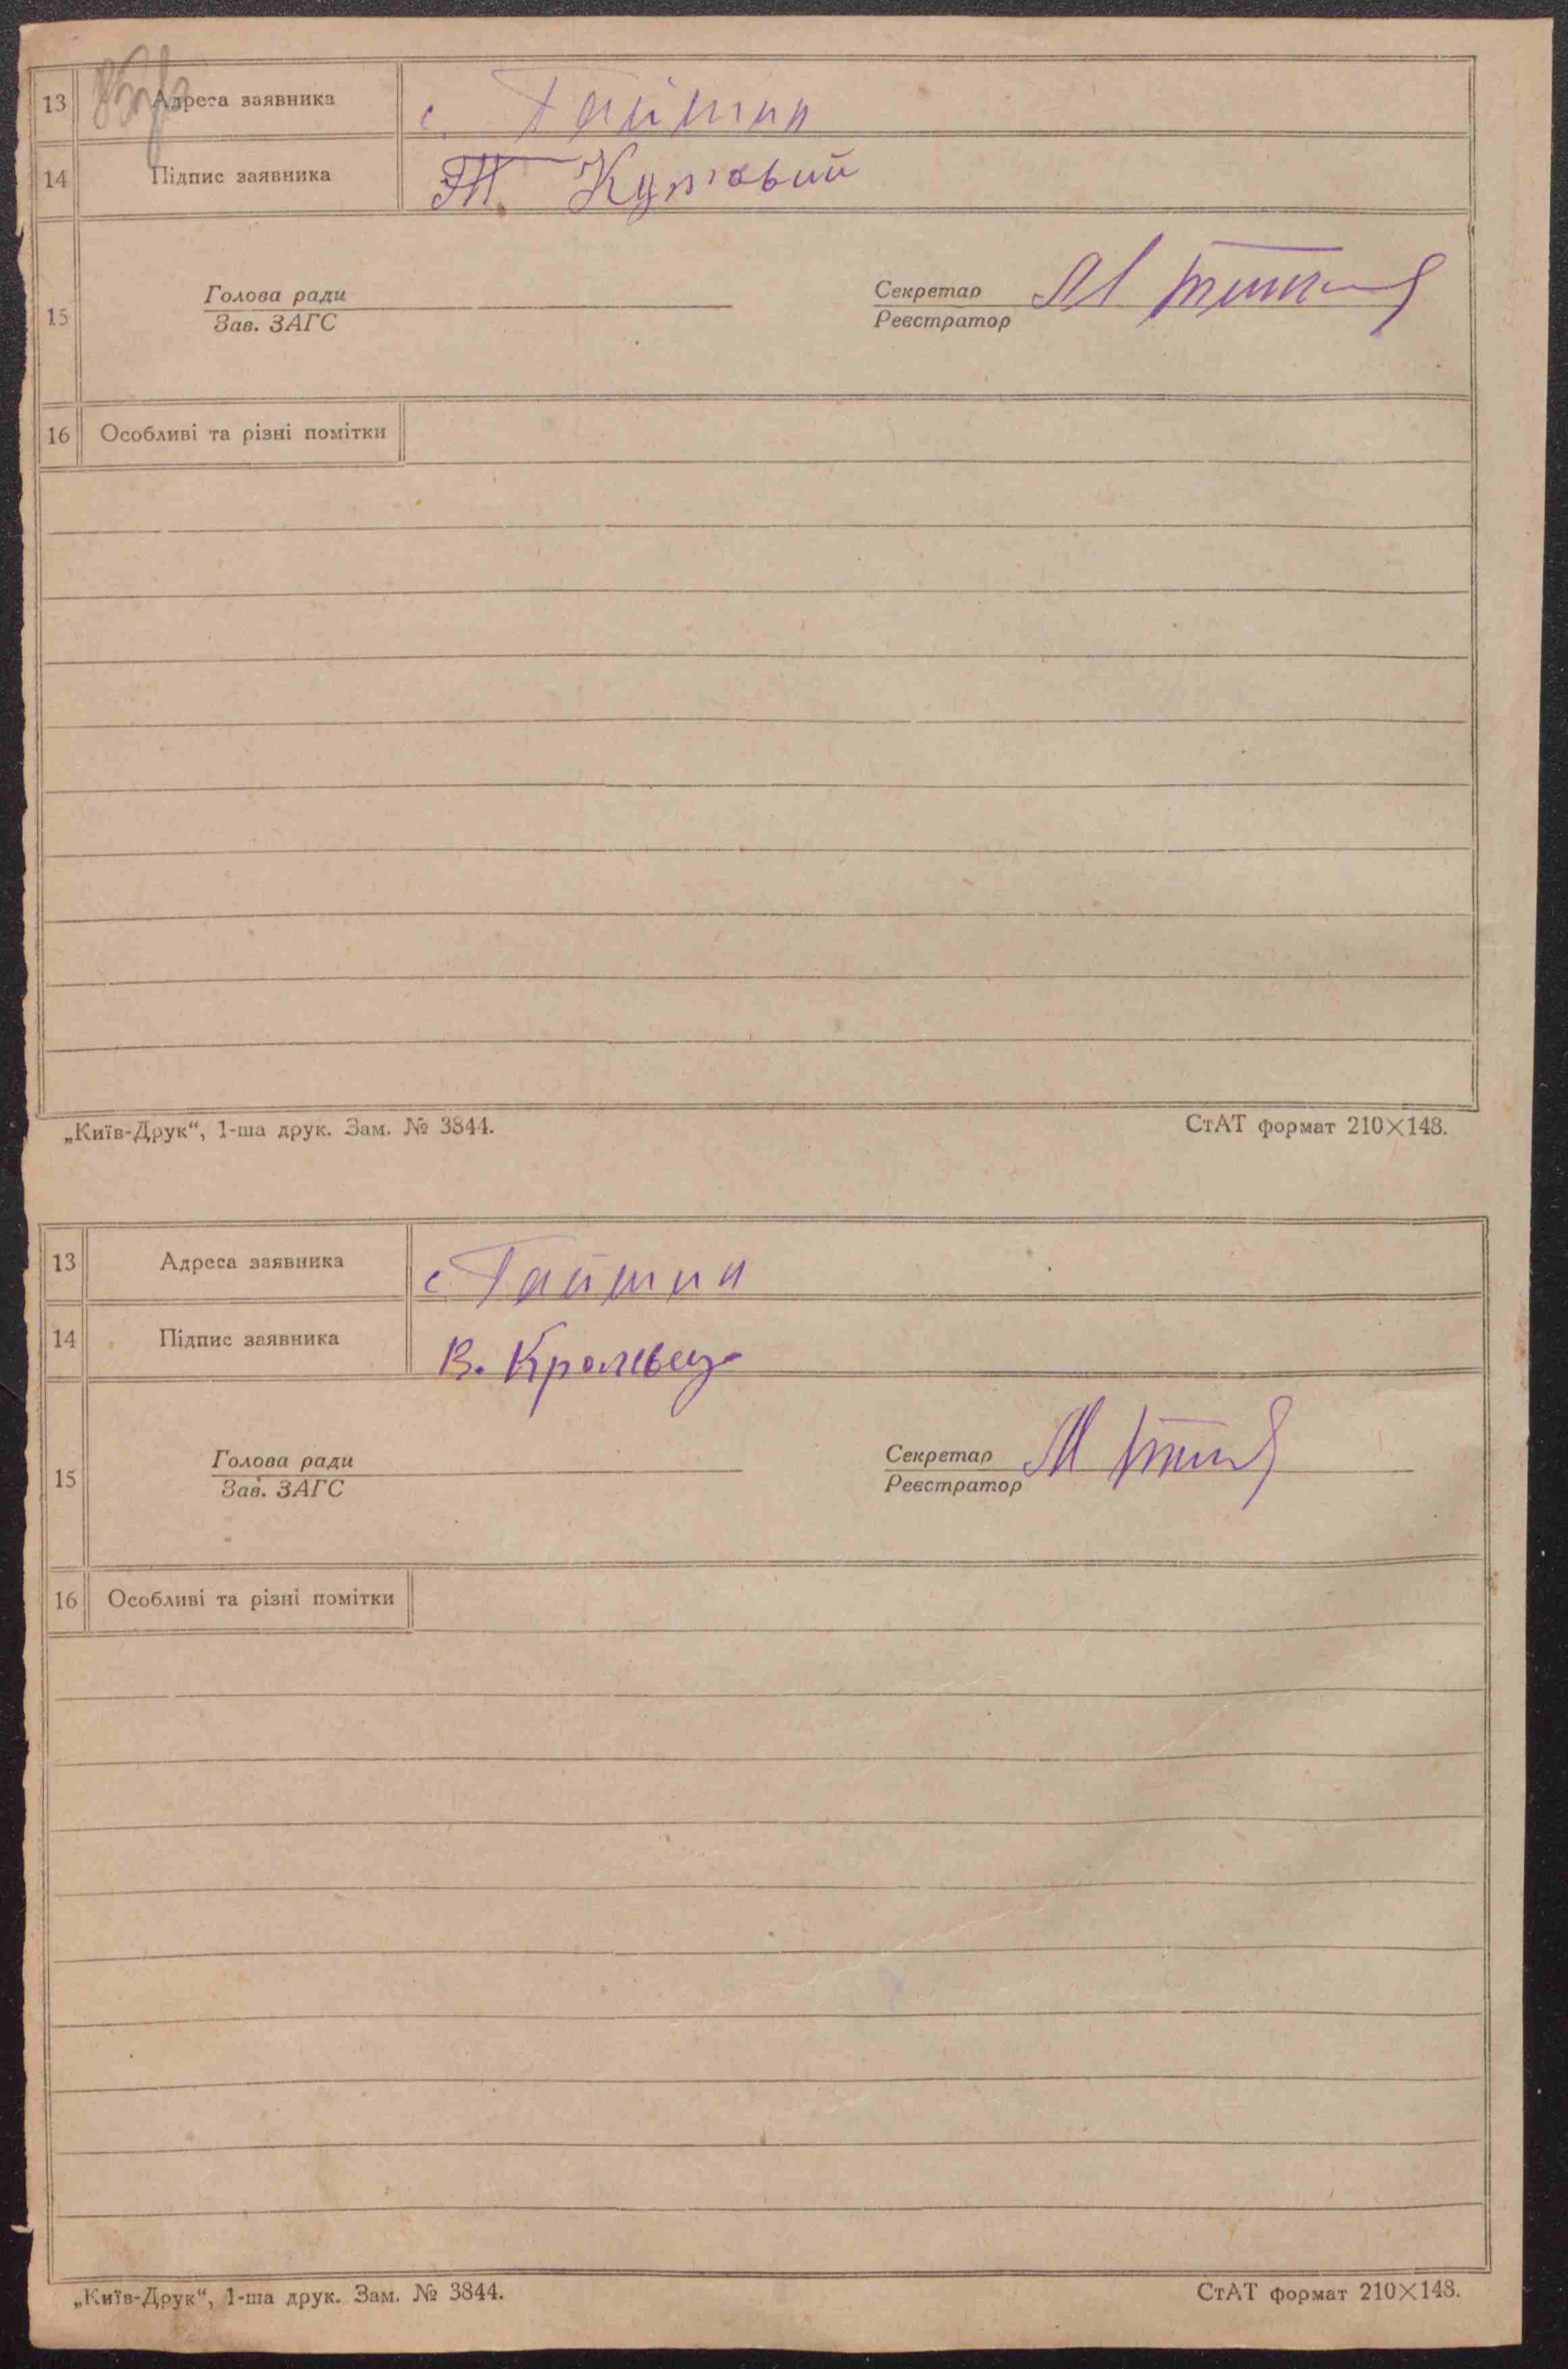 13 Адреса заявника с. Гайшин
14 Підпис заявника
15 Голова ради Секретар
Зав. ЗАГС Реєстратор
16 Особливі та різні помітки
„Київ-Друк“, 1-ша друк. Зам. № 3844. СтАТ формат 210×148.
13 Адреса заявника с Гайшин
14 Підпис заявника В. Кролевец
15 Голова ради Секретар
Зав. ЗАГС Реєстратор
16 Особливі та різні помітки
„Київ-Друк“, 1-ша друк. Зам. № 3844. СтАТ формат 210×148.